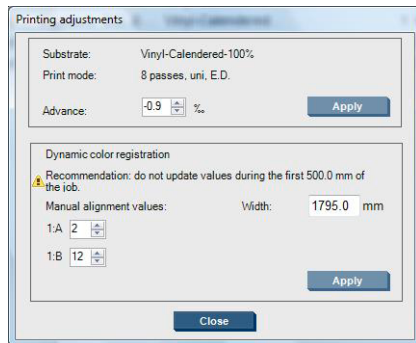 Printing adjustments
Substrate: Vinyl-Calendered-100%
Print mode: 8 passes, uni, E.D.
Advance: -0.9 ‰ Apply
Dynamic color registration
Recommendation: do not update values during the first 500.0 mm of
the job.
Manual alignment values: Width: 1795.0 mm
1:A 2
1:B 12
Apply
Close